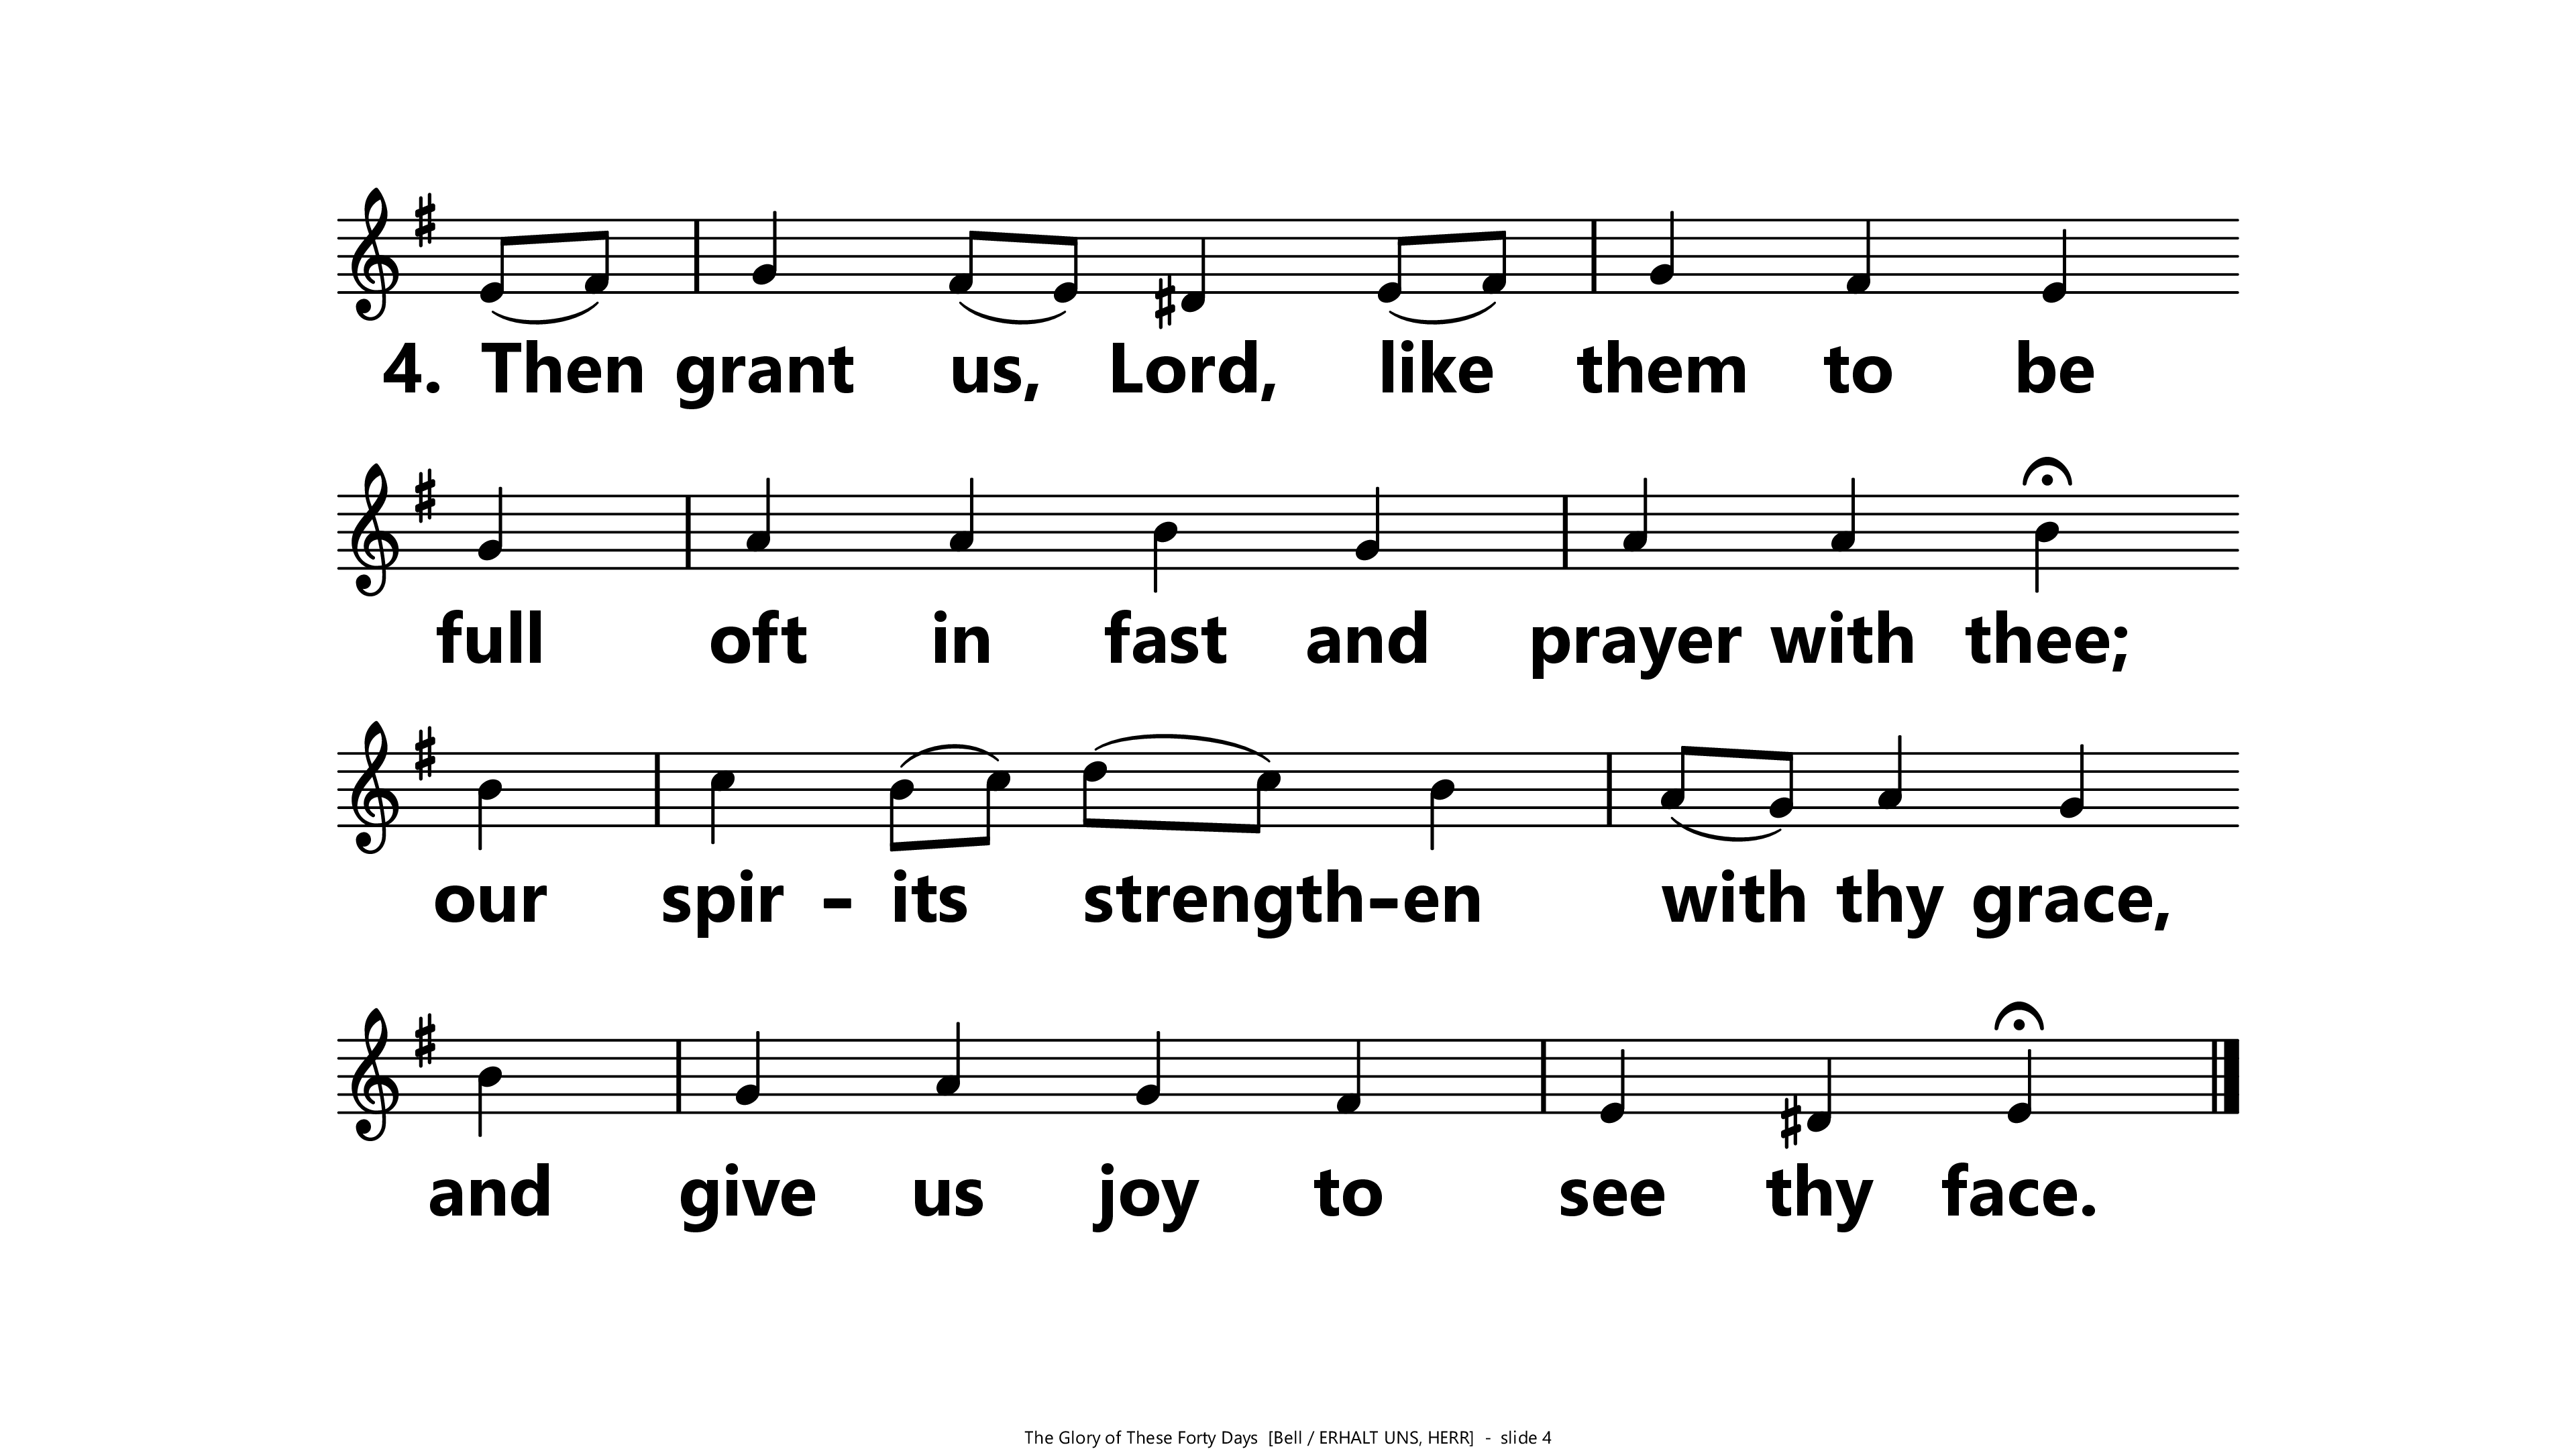 4. Then grant us, Lord, like them to be
full oft in fast and prayer with thee;
our spir - its strength-en with thy grace,
and give us joy to see thy face.
The Glory of These Forty Days [Bell / ERHALT UNS, HERR] - slide 4